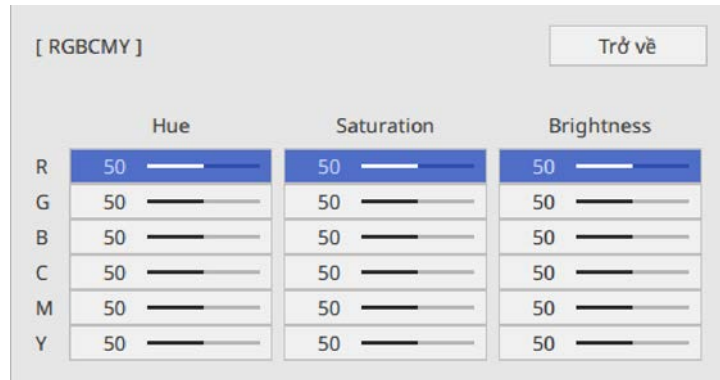 [ RGBCMY ] Trở về
Hue Saturation Brightness
R 50 50 50
G 50 50 50
B 50 50 50
C 50 50 50
M 50 50 50
Y 50 50 50